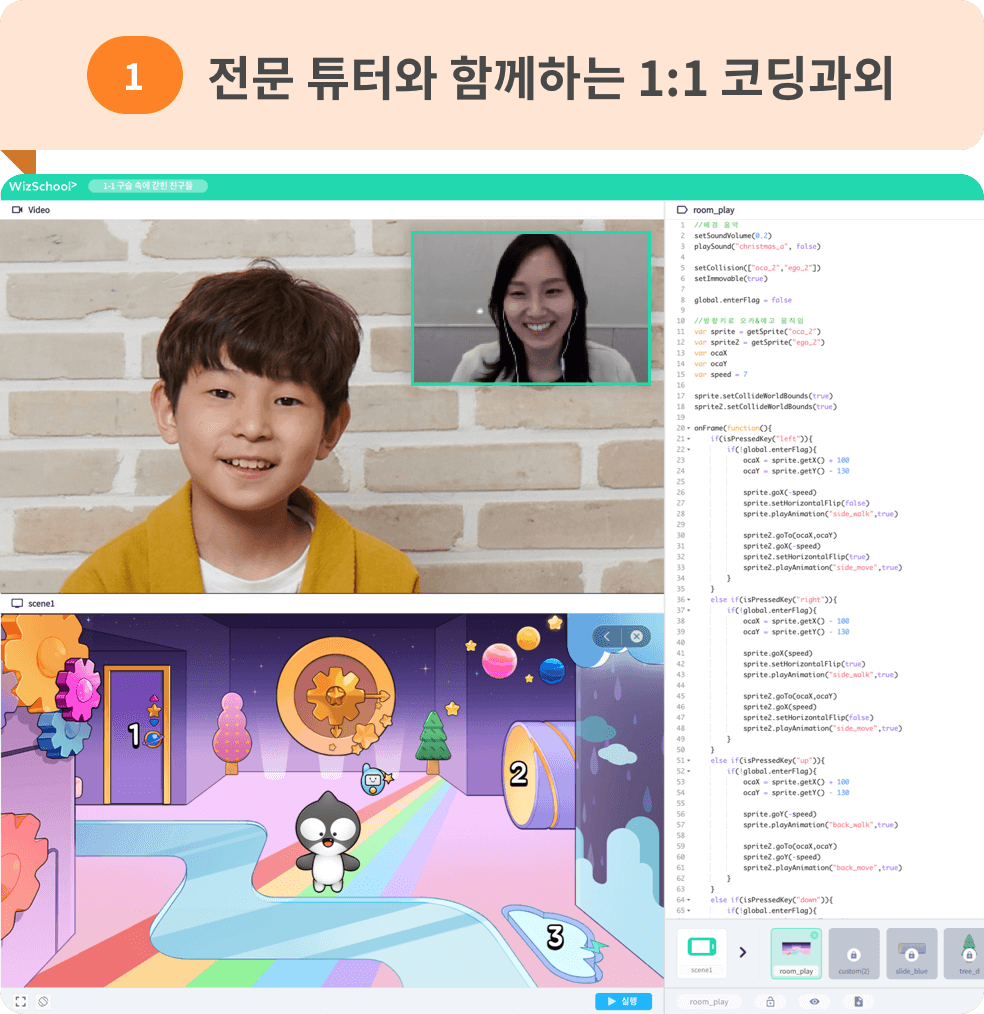 1
전문 튜터와 함께하는 1:1 코딩과외
WizSchool
1-1 구슬 속에 갇힌 친구들
Video
room_play
1 //배경 음악
2 setSoundVolume(0.2)
3 playSound("christmas_a", false)
4
5 setCollision(["oca_2","ego_2"])
6 setImmovable(true)
7
8 global.enterFlag = false
9
10 //방향키로 오카&에고 움직임
11 var sprite = getSprite("oca_2")
12 var sprite2 = getSprite("ego_2")
13 var ocaX
14 var ocaY
15 var speed = 7
16
17 sprite.setCollideWorldBounds(true)
18 sprite2.setCollideWorldBounds(true)
19
20 onFrame(function(){
21 if(isPressedKey("left")){
22 if(!global.enterFlag){
23 ocaX = sprite.getX() + 100
24 ocaY = sprite.getY() - 130
25
26 sprite.goX(-speed)
27 sprite.setHorizontalFlip(false)
28 sprite.playAnimation("side_walk",true)
29
30 sprite2.goTo(ocaX,ocaY)
31 sprite2.goX(-speed)
32 sprite2.setHorizontalFlip(true)
33 sprite2.playAnimation("side_move",true)
34 }
35 }
36 else if(isPressedKey("right")){
37 if(!global.enterFlag){
38 ocaX = sprite.getX() - 100
39 ocaY = sprite.getY() - 130
40
41 sprite.goX(speed)
42 sprite.setHorizontalFlip(true)
43 sprite.playAnimation("side_walk",true)
44
45 sprite2.goTo(ocaX,ocaY)
46 sprite2.goX(speed)
47 sprite2.setHorizontalFlip(false)
48 sprite2.playAnimation("side_move",true)
49 }
50 }
51 else if(isPressedKey("up")){
52 if(!global.enterFlag){
53 ocaX = sprite.getX() + 100
54 ocaY = sprite.getY() - 130
55
56 sprite.goY(-speed)
57 sprite.playAnimation("back_walk",true)
58
59 sprite2.goTo(ocaX,ocaY)
60 sprite2.goY(-speed)
61 sprite2.playAnimation("back_move",true)
62 }
63 }
64 else if(isPressedKey("down")){
65 if(!global.enterFlag){
scene1
1
2
3
실행
scene1
room_play
custom(2)
slide_blue
tree_d
room_play